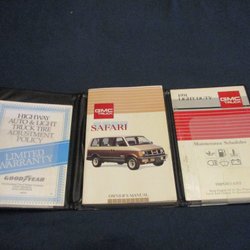 HIGHWAY
AUTO & LIGHT
TRUCK TIRE
ADJUSTMENT
POLICY
LIMITED
WARRANTY
GOODYEAR
GMC
TRUCK
SAFARI
OWNER'S MANUAL
1991
LIGHT DUTY
GMC
TRUCK
Maintenance Schedules